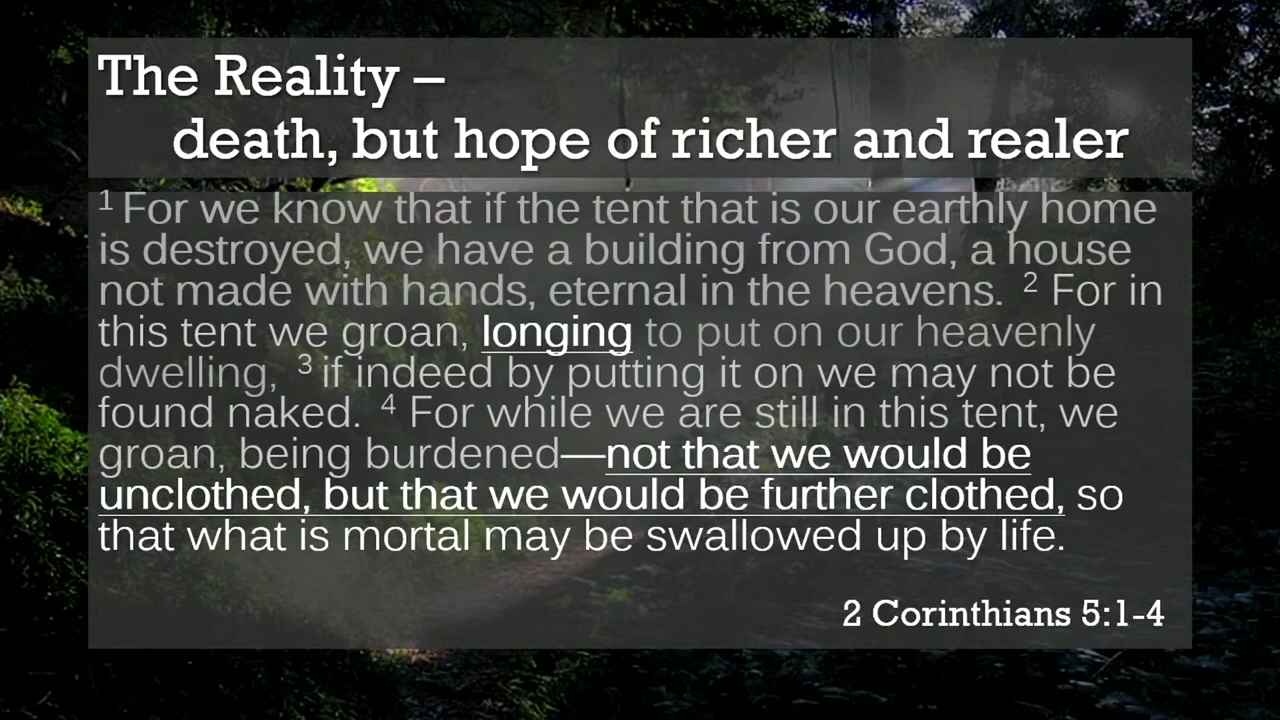 The Reality –
death, but hope of richer and realer
1 For we know that if the tent that is our earthly home
is destroyed, we have a building from God, a house
not made with hands, eternal in the heavens. 2 For in
this tent we groan, longing to put on our heavenly
dwelling, 3 if indeed by putting it on we may not be
found naked. 4 For while we are still in this tent, we
groan, being burdened—not that we would be
unclothed, but that we would be further clothed, so
that what is mortal may be swallowed up by life.
2 Corinthians 5:1-4